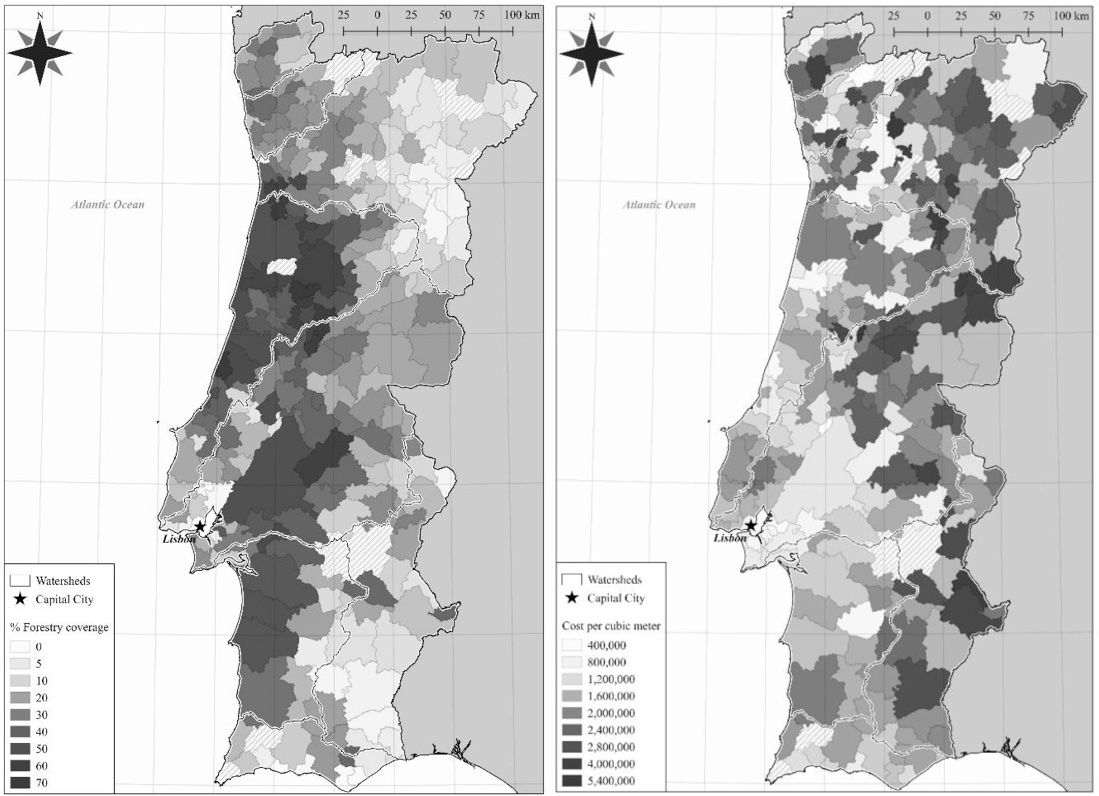 N
25 0 25 50 100 km
Atlantic Ocean
Lisbon
Watersheds
Capital City
% Forestry coverage
0
5
10
20
30
40
50
60
70
N
25 0 25 50 100 km
Atlantic Ocean
Lisbon
Watersheds
Capital City
Cost per cubic meter
400,000
800,000
1,200,000
1,600,000
2,000,000
2,400,000
2,800,000
4,000,000
5,400,000